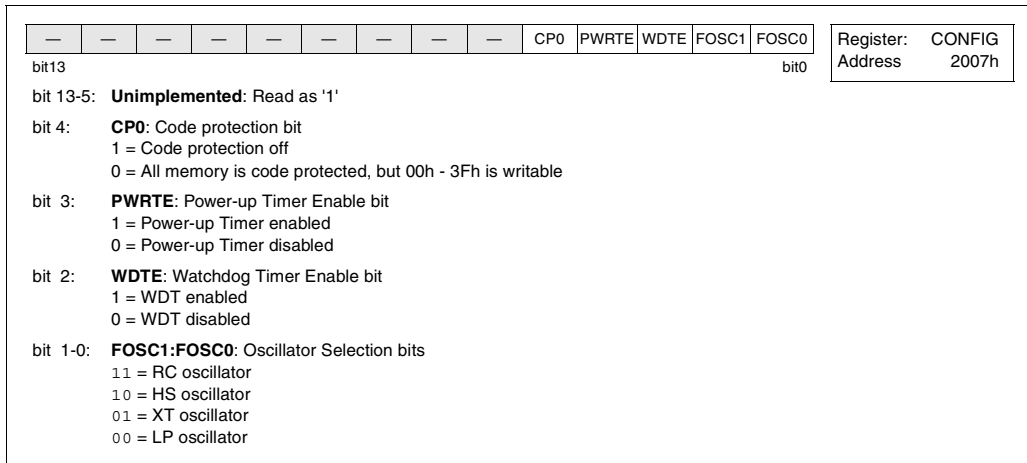 — — — — — — — — — CP0 PWRTE WDTE FOSC1 FOSC0
bit13 bit0
Register: CONFIG
Address 2007h
bit 13-5: Unimplemented: Read as '1'
bit 4: CP0: Code protection bit
1 = Code protection off
0 = All memory is code protected, but 00h - 3Fh is writable
bit 3: PWRTE: Power-up Timer Enable bit
1 = Power-up Timer enabled
0 = Power-up Timer disabled
bit 2: WDTE: Watchdog Timer Enable bit
1 = WDT enabled
0 = WDT disabled
bit 1-0: FOSC1:FOSC0: Oscillator Selection bits
11 = RC oscillator
10 = HS oscillator
01 = XT oscillator
00 = LP oscillator